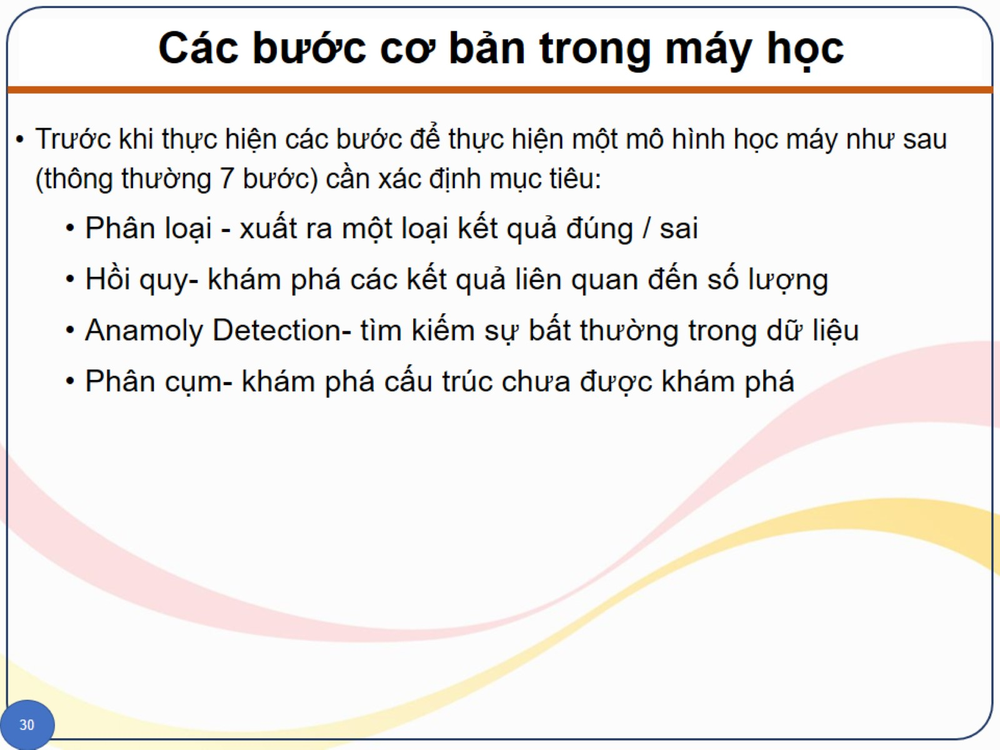 Các bước cơ bản trong máy học
• Trước khi thực hiện các bước để thực hiện một mô hình học máy như sau
(thông thường 7 bước) cần xác định mục tiêu:
• Phân loại - xuất ra một loại kết quả đúng / sai
• Hồi quy- khám phá các kết quả liên quan đến số lượng
• Anamoly Detection- tìm kiếm sự bất thường trong dữ liệu
• Phân cụm- khám phá cấu trúc chưa được khám phá
30